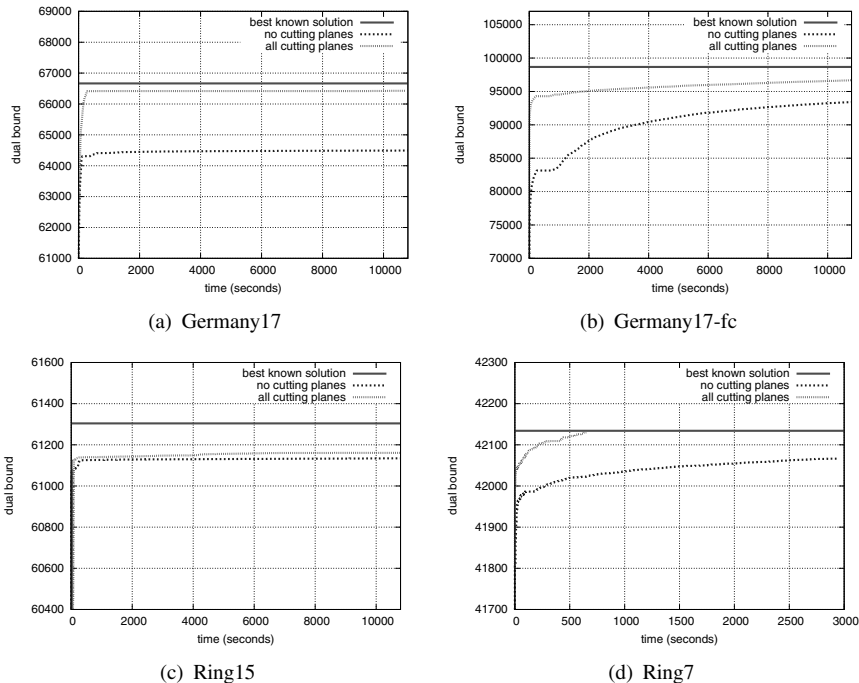 69000
68000
67000
66000
65000
64000
63000
62000
61000
dual bound
best known solution
no cutting planes
all cutting planes
0 2000 4000 6000 8000 10000
time (seconds)
(a) Germany17
105000
100000
95000
90000
85000
80000
75000
70000
dual bound
best known solution
no cutting planes
all cutting planes
0 2000 4000 6000 8000 10000
time (seconds)
(b) Germany17-fc
61600
61400
61200
61000
60800
60600
60400
dual bound
best known solution
no cutting planes
all cutting planes
0 2000 4000 6000 8000 10000
time (seconds)
(c) Ring15
42300
42200
42100
42000
41900
41800
41700
dual bound
best known solution
no cutting planes
all cutting planes
0 500 1000 1500 2000 2500 3000
time (seconds)
(d) Ring7